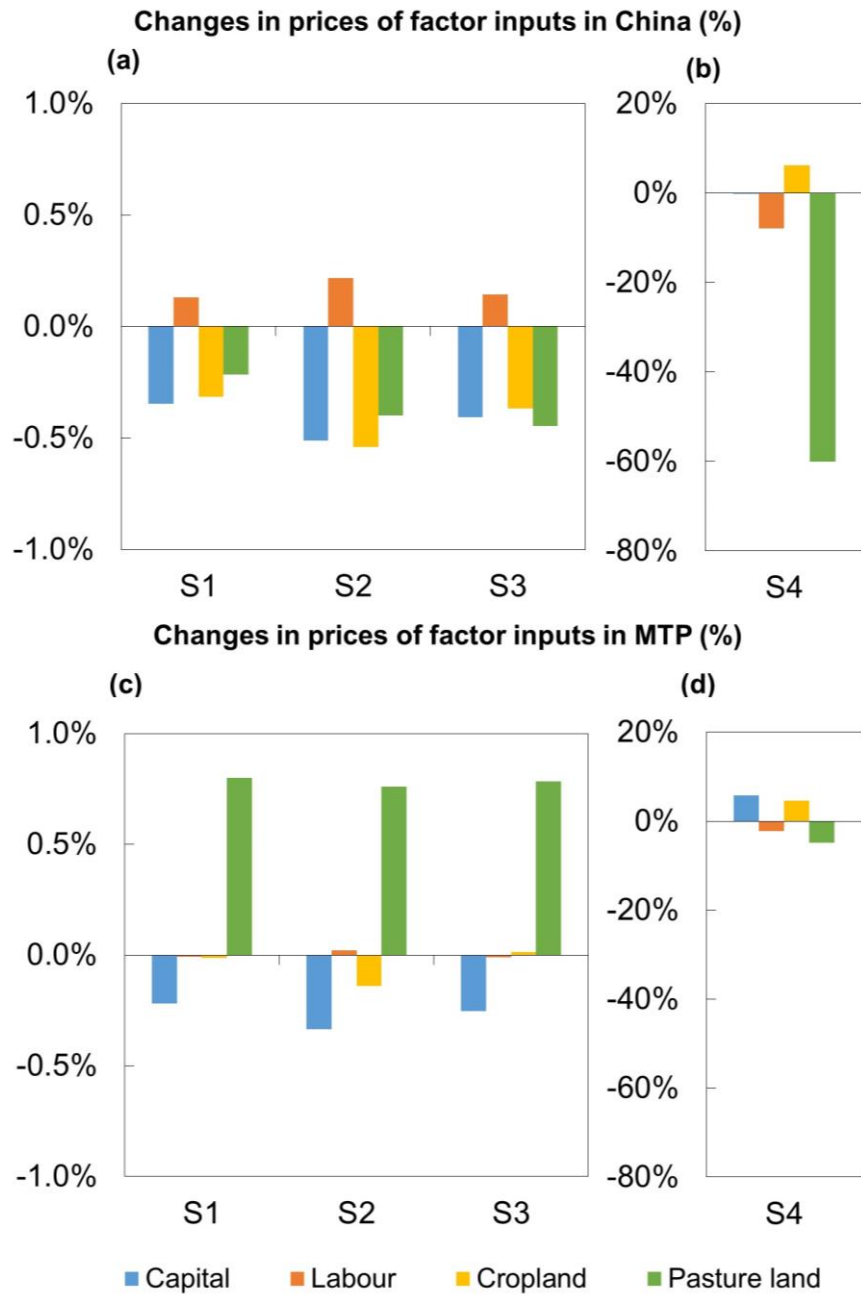 Changes in prices of factor inputs in China (%)
(a)
(b)
1.0%
0.5%
0.0%
-0.5%
-1.0%
S1
S2
S3
20%
0%
-20%
-40%
-60%
-80%
S4
Changes in prices of factor inputs in MTP (%)
(c)
(d)
1.0%
0.5%
0.0%
-0.5%
-1.0%
S1
S2
S3
20%
0%
-20%
-40%
-60%
-80%
S4
Capital
Labour
Cropland
Pasture land